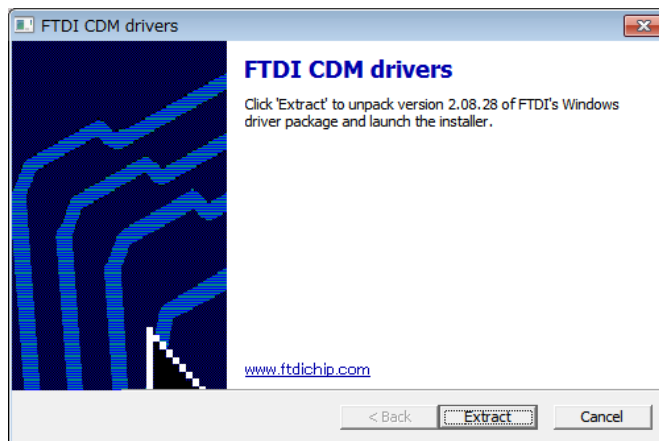 FTDI CDM drivers
FTDI CDM drivers
Click 'Extract' to unpack version 2.08.28 of FTDI's Windows
driver package and launch the installer.
www.ftdichip.com
< Back
Extract
Cancel